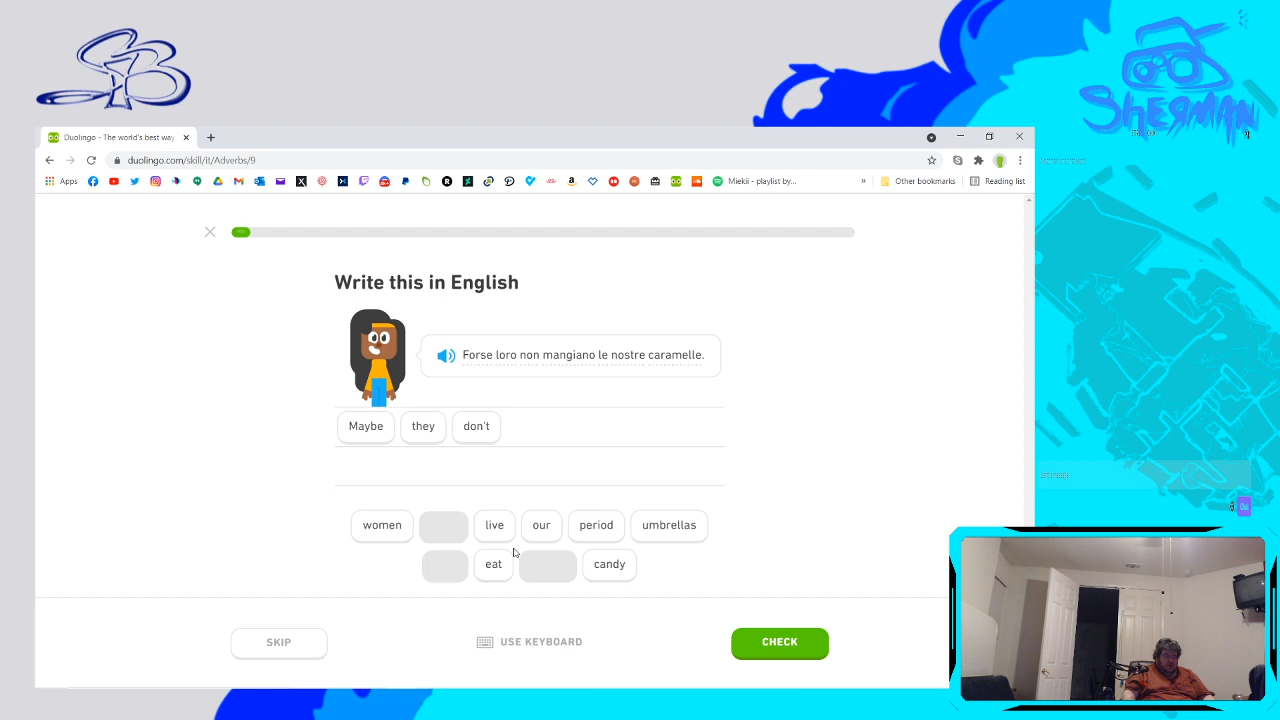 SHERMAN
Duolingo - The world's best way
duolingo.com/skill/it/Adverbs/9
Apps
Miekii - playlist by...
»
Other bookmarks
Reading list
Write this in English
Forse loro non mangiano le nostre caramelle.
Maybe they don't
women live our period umbrellas
eat candy
SKIP
USE KEYBOARD
CHECK